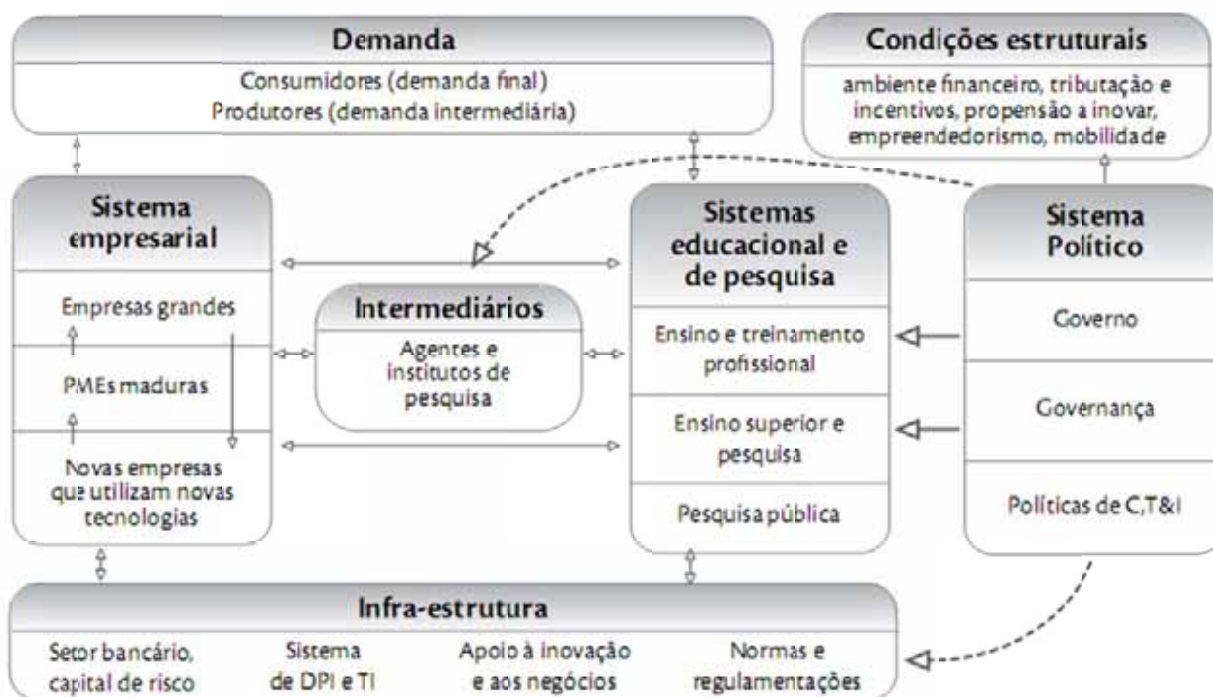 Demanda
Consumidores (demanda final)
Produtores (demanda intermediária)
Condições estruturais
ambiente financeiro, tributação e
incentivos, propensão a inovar,
empreendedorismo, mobilidade
Sistema
empresarial
Empresas grandes
PMEs maduras
Novas empresas
que utilizam novas
tecnologias
Intermediários
Agentes e
institutos de
pesquisa
Sistemas
educacional e
de pesquisa
Ensino e treinamento
profissional
Ensino superior e
pesquisa
Pesquisa pública
Sistema
Político
Governo
Governança
Políticas de C,T&I
Infra-estrutura
Setor bancário,
capital de risco
Sistema
de DPI e TI
Apoio à inovação
e aos negócios
Normas e
regulamentações